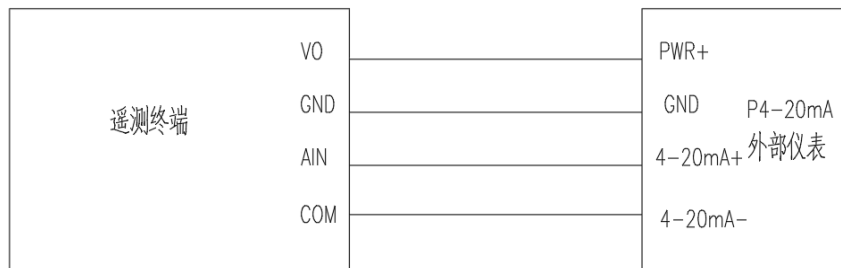 遥测终端
VO
GND
AIN
COM
PWR+
GND
4-20mA+
4-20mA-
P4-20mA
外部仪表